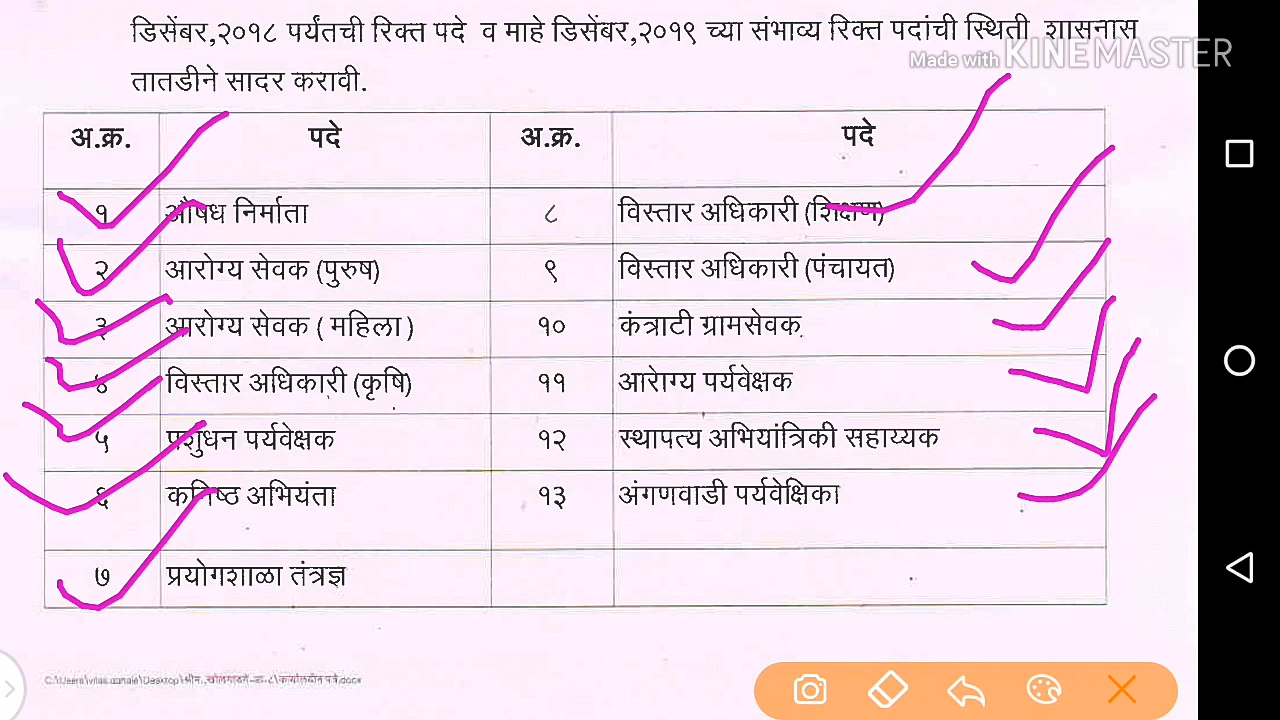 डिसेंबर,२०१८ पर्यंतची रिक्त पदे व माहे डिसेंबर,२०१९ च्या संभाव्य रिक्त पदांची स्थिती शासनास
Made with KINEMASTER
तातडीने सादर करावी.
अ.क्र. पदे अ.क्र. पदे
१ औषध निर्माता ८ विस्तार अधिकारी (शिक्षण)
२ आरोग्य सेवक (पुरुष) ९ विस्तार अधिकारी (पंचायत)
३ आरोग्य सेवक ( महिला ) १० कंत्राटी ग्रामसेवक
४ विस्तार अधिकारी (कृषि) ११ आरोग्य पर्यवेक्षक
५ पशुधन पर्यवेक्षक १२ स्थापत्य अभियांत्रिकी सहाय्यक
६ कनिष्ठ अभियंता १३ अंगणवाडी पर्यवेक्षिका
७ प्रयोगशाळा तंत्रज्ञ